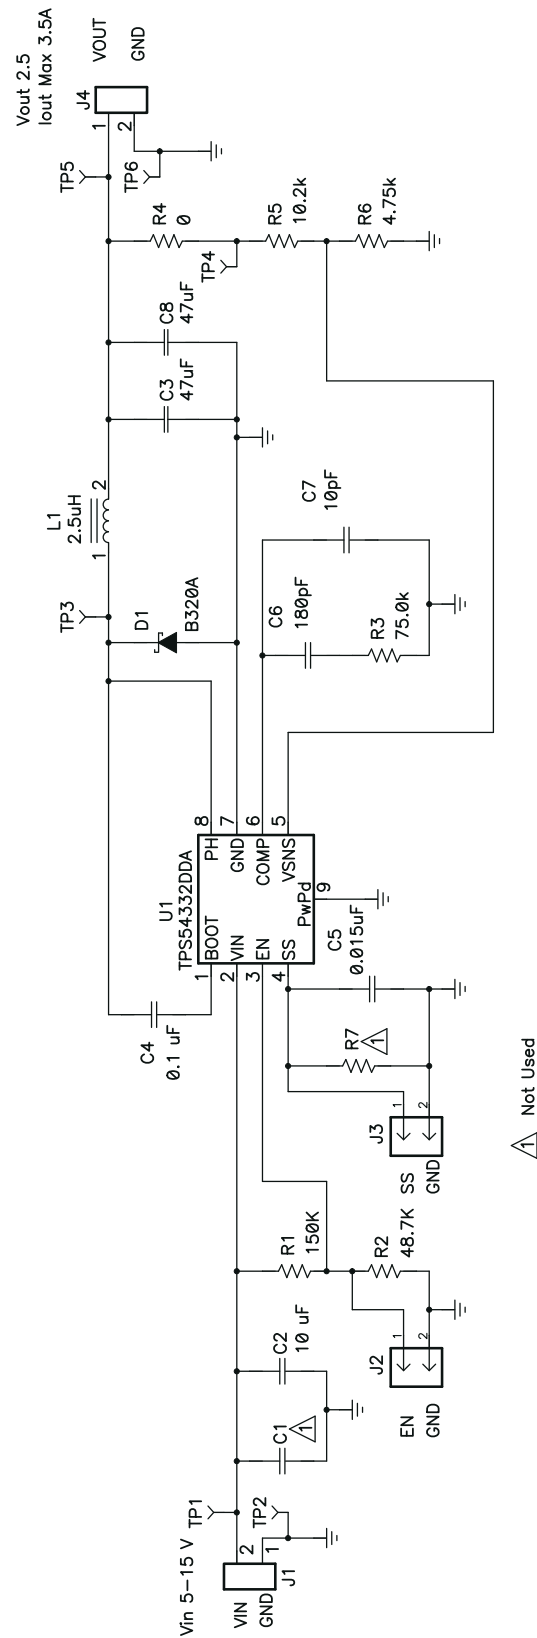 Vin 5-15 V
TP1
VIN
GND
2
1
J1
TP2
C1
1
C2
10 uF
R1
150K
R2
48.7K
EN
GND
J2
1
2
SS
GND
J3
1
2
R7
1
C5
0.015uF
C4
0.1 uF
U1
TPS54332DDA
1
BOOT
2
VIN
3
EN
4
SS
PH
8
GND
7
COMP
6
VSNS
5
PwPd
9
D1
B320A
TP3
L1
2.5uH
1
2
C6
180pF
R3
75.0k
C7
10pF
C3
47uF
C8
47uF
R4
0
TP4
R5
10.2k
R6
4.75k
TP5
TP6
J4
1
2
Vout 2.5
Iout Max 3.5A
VOUT
GND
1
Not Used